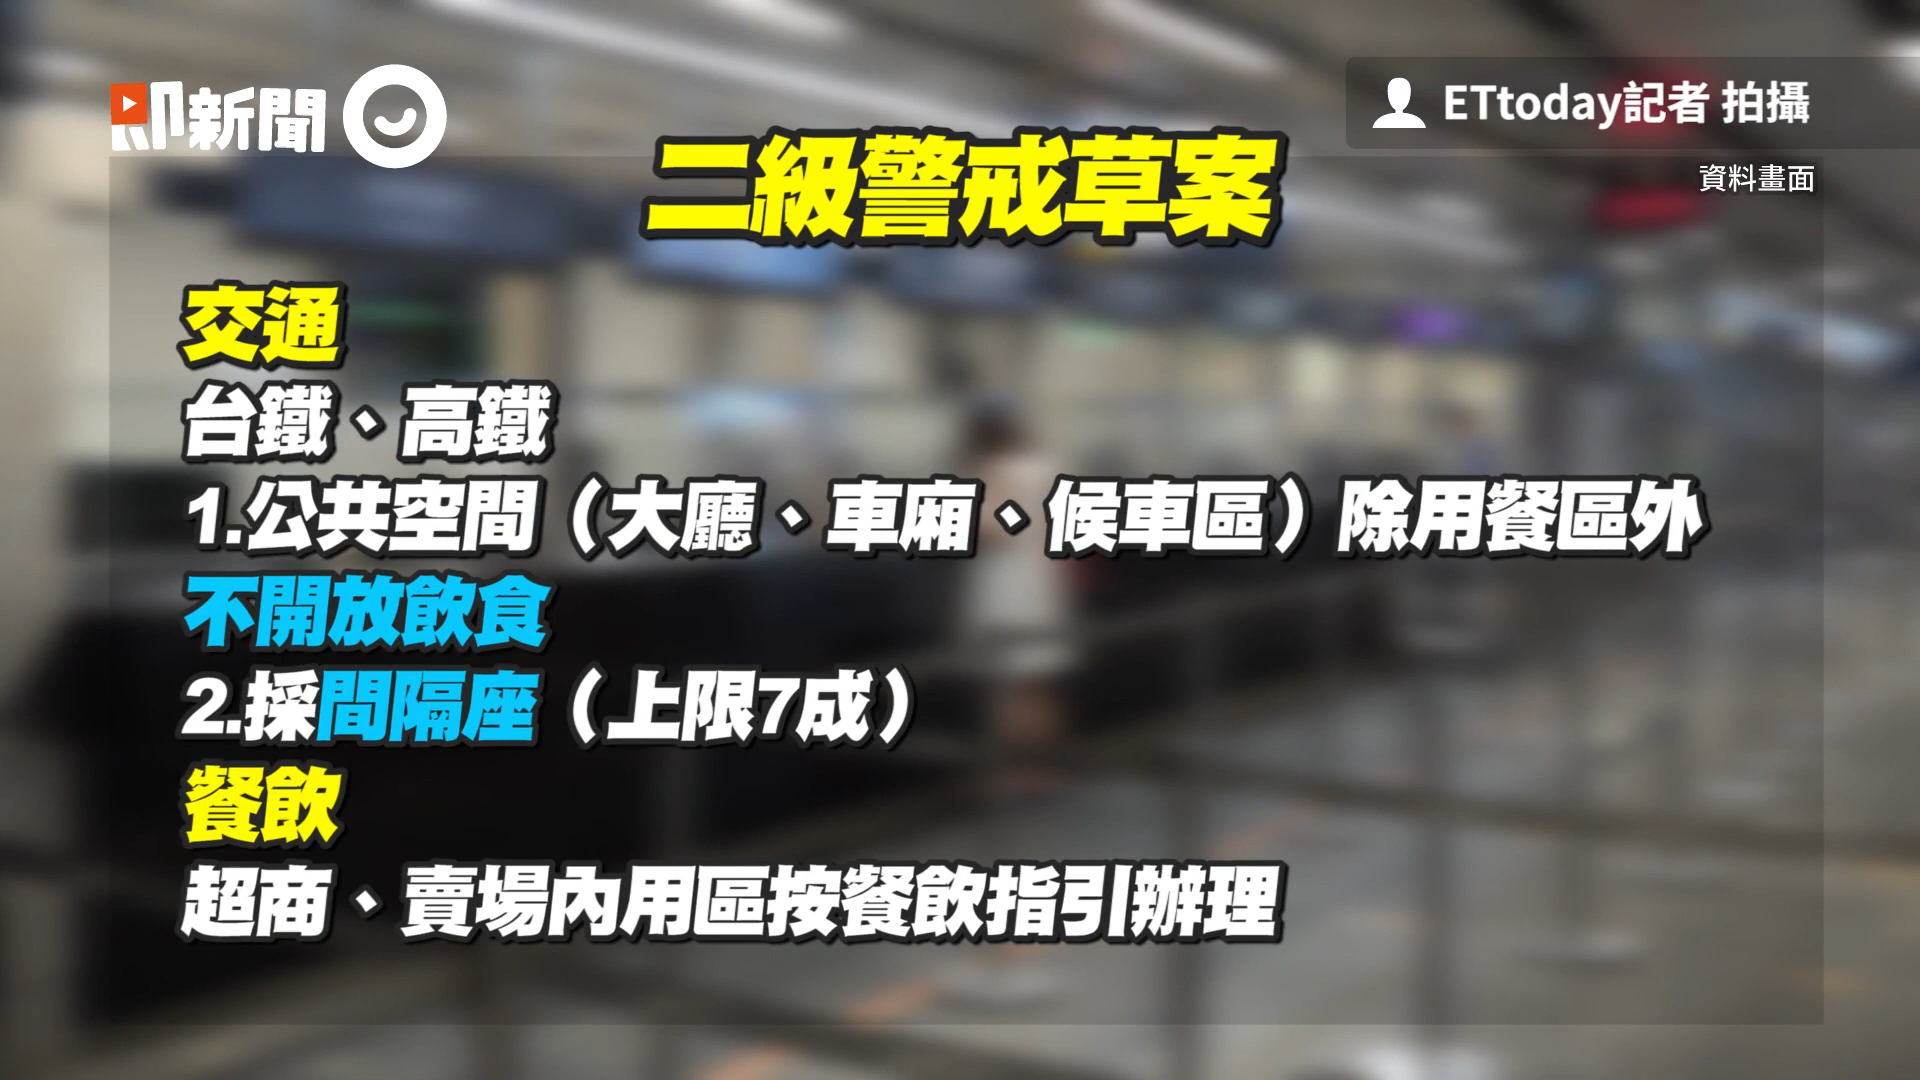 即新聞
ETtoday記者 拍攝
資料畫面
二級警戒草案
交通
台鐵、高鐵
1.公共空間（大廳、車廂、候車區）除用餐區外
不開放飲食
2.採間隔座（上限7成）
餐飲
超商、賣場內用區按餐飲指引辦理